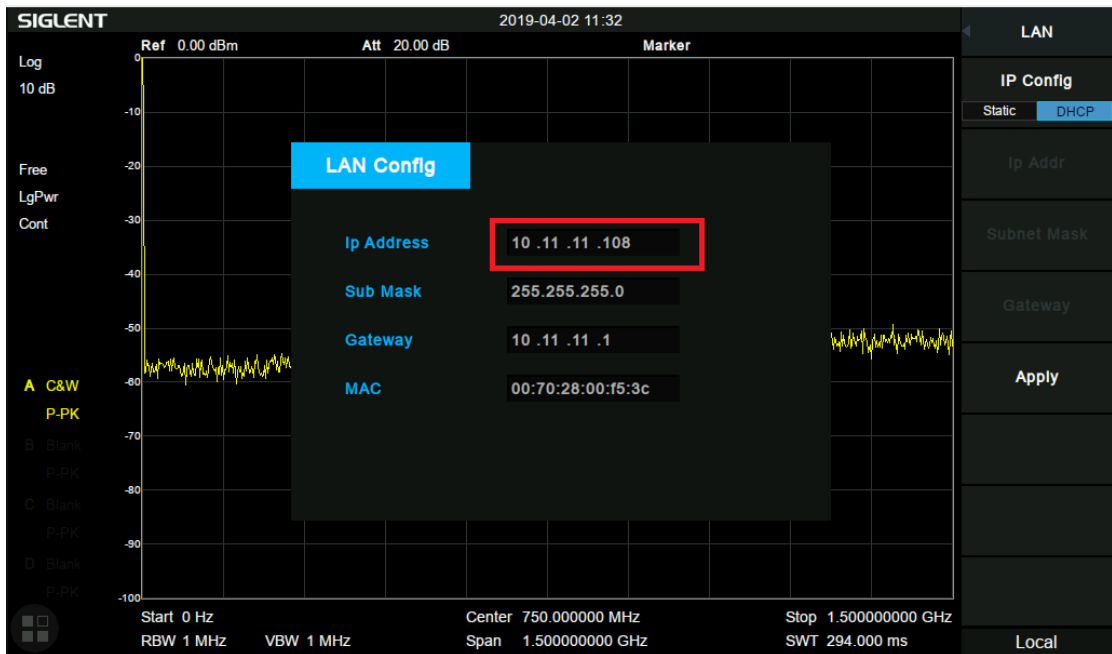 SIGLENT
2019-04-02 11:32
LAN
Ref 0.00 dBm Att 20.00 dB Marker
Log
10 dB
Free
LgPwr
Cont
A C&W
P-PK
B Blank
P-PK
C Blank
P-PK
D Blank
P-PK
0
-10
-20
-30
-40
-50
-60
-70
-80
-90
-100
LAN Config
Ip Address 10 .11 .11 .108
Sub Mask 255.255.255.0
Gateway 10 .11 .11 .1
MAC 00:70:28:00:f5:3c
IP Config
Static DHCP
Ip Addr
Subnet Mask
Gateway
Apply
Start 0 Hz Center 750.000000 MHz Stop 1.500000000 GHz
RBW 1 MHz VBW 1 MHz Span 1.500000000 GHz SWT 294.000 ms
Local